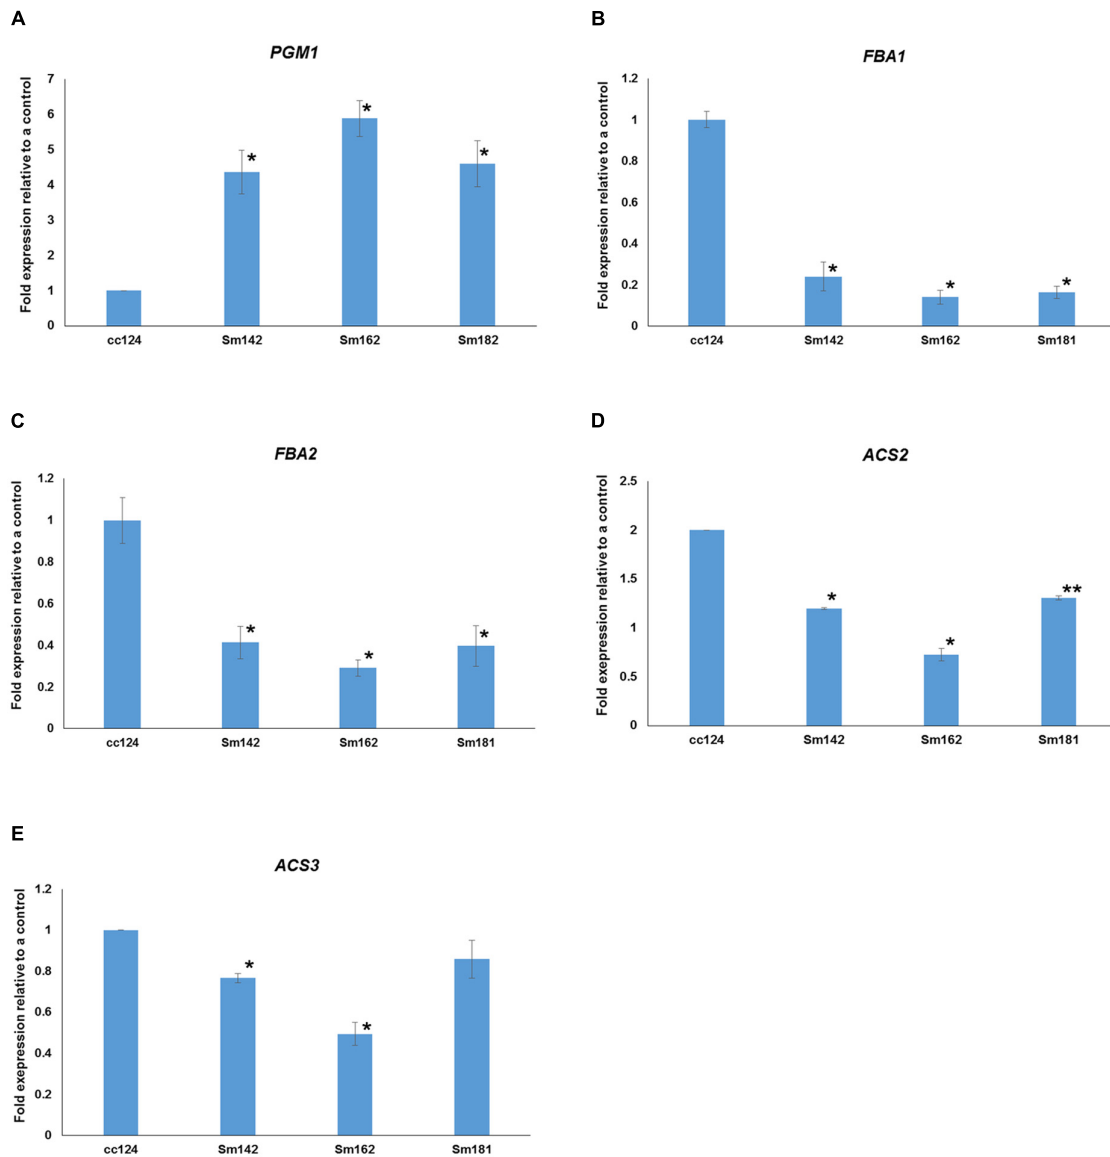 A
PGM1
Fold expression relative to a control
7
6
5
4
3
2
1
0
*
*
*
cc124
Sm142
Sm162
Sm182
B
FBA1
Fold expression relative to a control
1.2
1
0.8
0.6
0.4
0.2
0
*
*
*
cc124
Sm142
Sm162
Sm181
C
FBA2
Fold expression relative to a control
1.2
1
0.8
0.6
0.4
0.2
0
*
*
*
cc124
Sm142
Sm162
Sm181
D
ACS2
Fold exepression relative to a control
2.5
2
1.5
1
0.5
0
*
*
**
cc124
Sm142
Sm162
Sm181
E
ACS3
Fold exepression relative to a control
1.2
1
0.8
0.6
0.4
0.2
0
*
*
cc124
Sm142
Sm162
Sm181